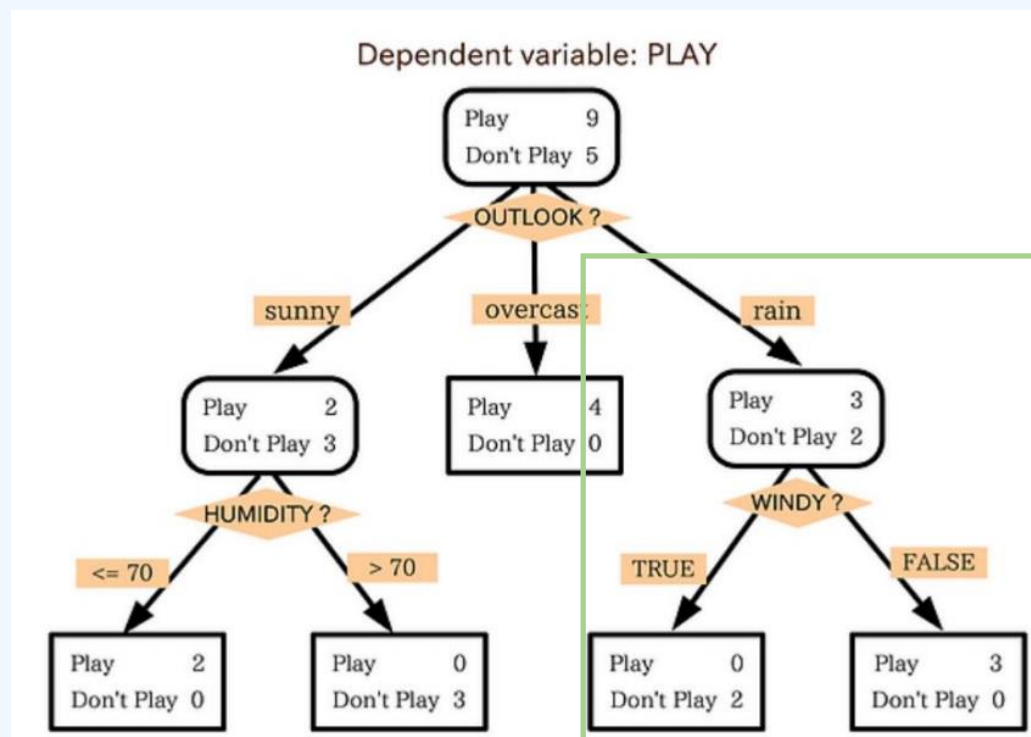 Dependent variable: PLAY
Play 9
Don't Play 5
OUTLOOK ?
sunny
overcast
rain
Play 2
Don't Play 3
Play 4
Don't Play 0
Play 3
Don't Play 2
HUMIDITY ?
WINDY ?
<= 70
> 70
TRUE
FALSE
Play 2
Don't Play 0
Play 0
Don't Play 3
Play 0
Don't Play 2
Play 3
Don't Play 0